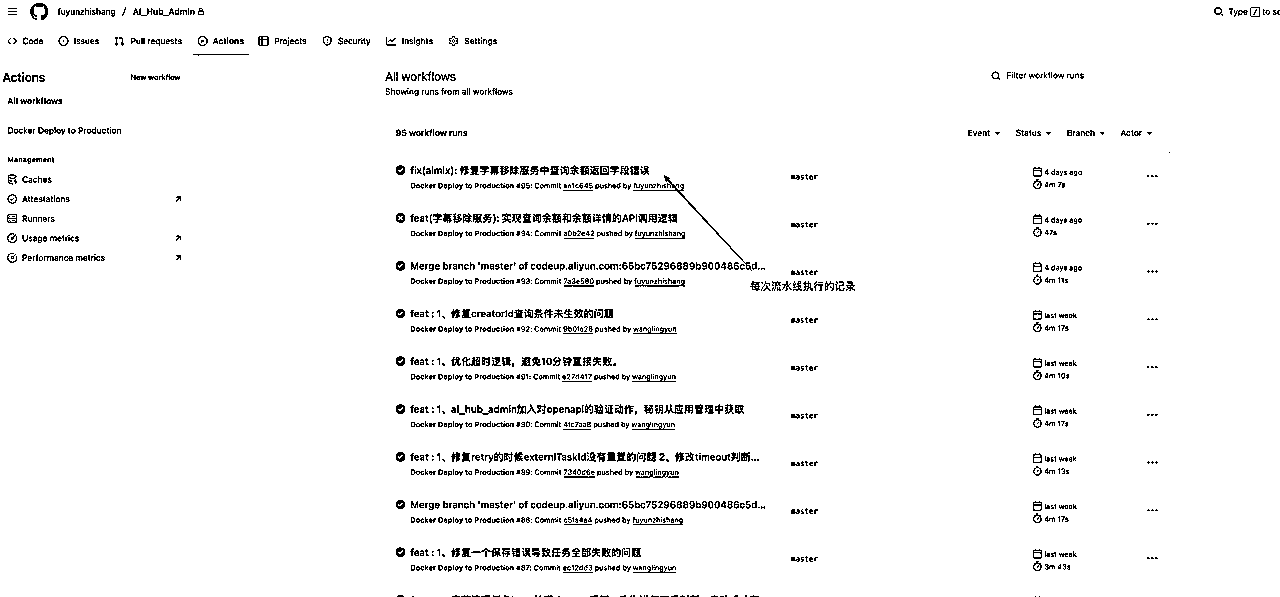 fuyunzhishang / AI_Hub_Admin
Type / to se
Code Issues Pull requests Actions Projects Security Insights Settings
Actions
New workflow
All workflows
Docker Deploy to Production
Management
Caches
Attestations
Runners
Usage metrics
Performance metrics
All workflows
Showing runs from all workflows
Filter workflow runs
95 workflow runs
Event Status Branch Actor
fix(aimix): 修复字幕移除服务中查询余额返回字段错误
Docker Deploy to Production #95: Commit pushed by fuyunzhishang
master
4 days ago
4m 7s
feat(字幕移除服务): 实现查询余额和余额详情的API调用逻辑
Docker Deploy to Production #94: Commit a0b2e42 pushed by fuyunzhishang
master
4 days ago
47s
Merge branch 'master' of codeup.aliyun.com:65bc75296889b900486c5d...
Docker Deploy to Production #93: Commit 7a3e580 pushed by fuyunzhishang
master
4 days ago
4m 11s
每次流水线执行的记录
feat : 1、修复creatorId查询条件未生效的问题
Docker Deploy to Production #92: Commit pushed by wanglingyun
master
last week
4m 17s
feat : 1、优化超时逻辑，避免10分钟直接失败。
Docker Deploy to Production #91: Commit e27d417 pushed by wanglingyun
master
last week
4m 10s
feat : 1、ai_hub_admin加入对openapi的验证动作，秘钥从应用管理中获取
Docker Deploy to Production #90: Commit pushed by wanglingyun
master
last week
4m 17s
feat : 1、修复retry的时候externlTaskId没有重置的问题 2、修改timeout判断...
Docker Deploy to Production #89: Commit 7340d6e pushed by wanglingyun
master
last week
4m 13s
Merge branch 'master' of codeup.aliyun.com:65bc75296889b900486c5d...
Docker Deploy to Production #88: Commit pushed by fuyunzhishang
master
last week
4m 17s
feat : 1、修复一个保存错误导致任务全部失败的问题
Docker Deploy to Production #87: Commit pushed by wanglingyun
master
last week
3m 43s